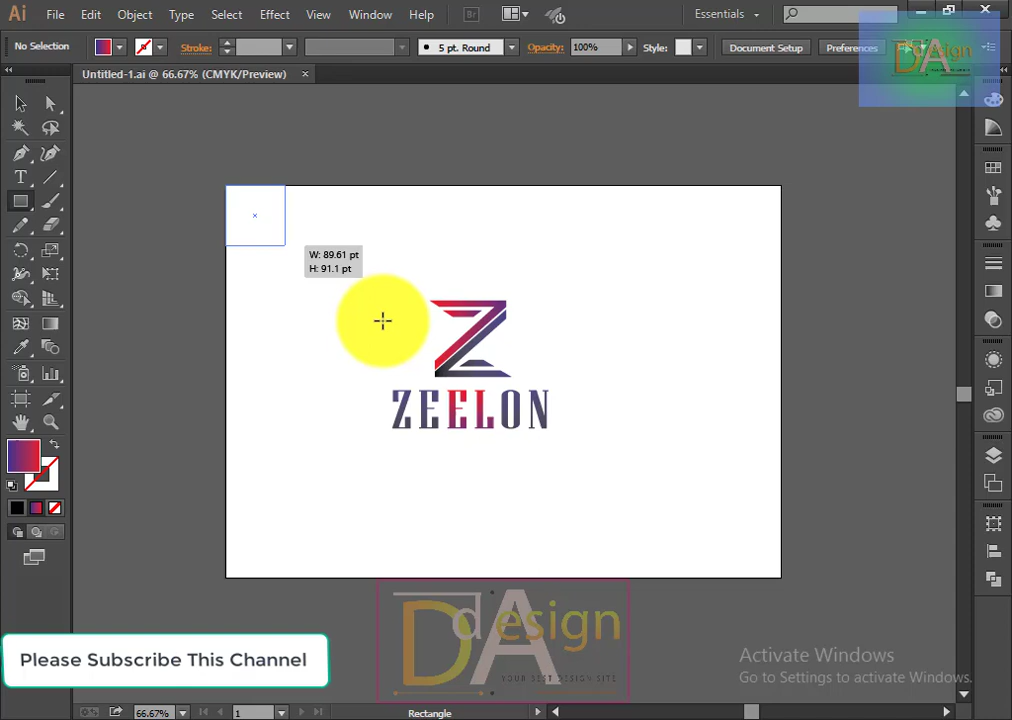 Ai File Edit Object Type Select Effect View Window Help Br Essentials
No Selection Stroke: 5 pt. Round Opacity: 100% Style: Document Setup Preferences
Untitled-1.ai @ 66.67% (CMYK/Preview) ×
DA design
W: 89.61 pt
H: 91.1 pt
Z
ZEELON
DdAesign
YOUR BEST DESIGN SITE
Please Subscribe This Channel
Activate Windows
Go to Settings to activate Windows.
66.67% 1 Rectangle